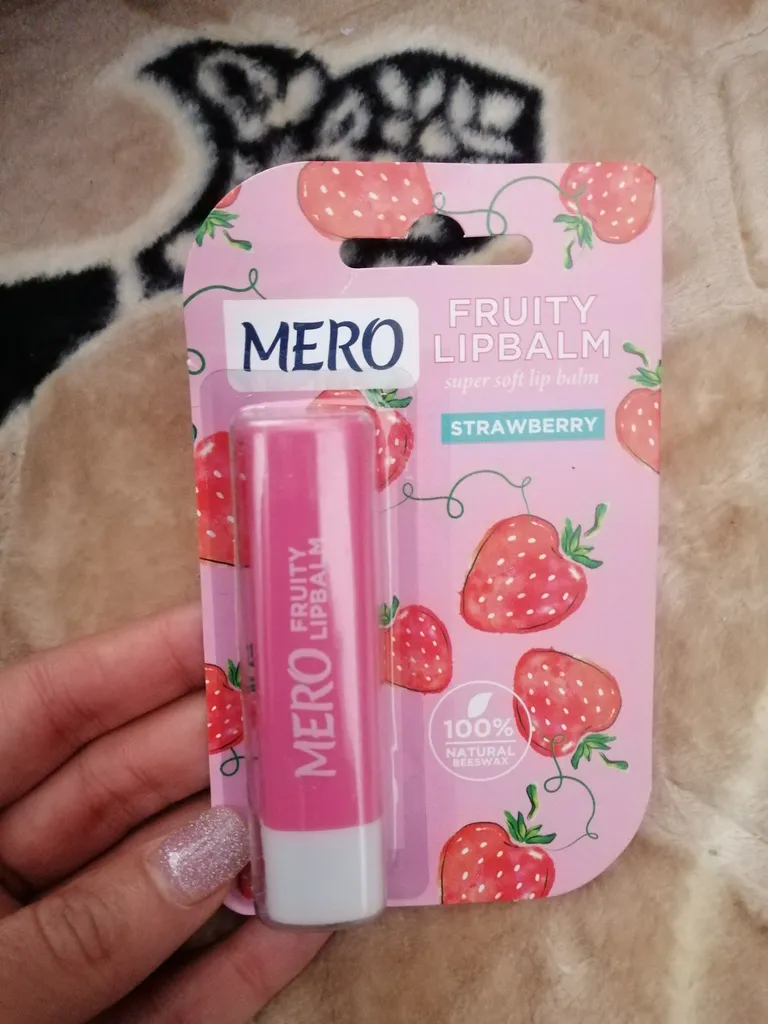 MERO
FRUITY
LIPBALM
super soft lip balm
STRAWBERRY
MERO
FRUITY
LIPBALM
100%
NATURAL
BEESWAX